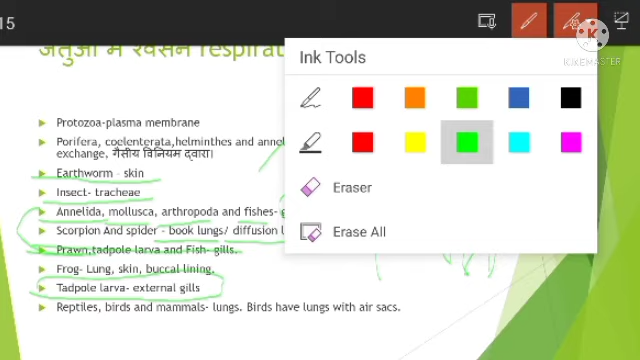 15
KINEMASTER
जंतुओं में श्वसन respirat
Ink Tools
Protozoa-plasma membrane
Porifera, coelenterata,helminthes and annel
exchange, गैसीय विनियम द्वारा।
Earthworm – skin
Insect- tracheae
Annelida, mollusca, arthropoda and fishes-
Scorpion And spider – book lungs/ diffusion l
Prawn,tadpole larva and Fish- gills.
Frog- Lung, skin, buccal lining.
Tadpole larva- external gills
Reptiles, birds and mammals- lungs. Birds have lungs with air sacs.
Eraser
Erase All